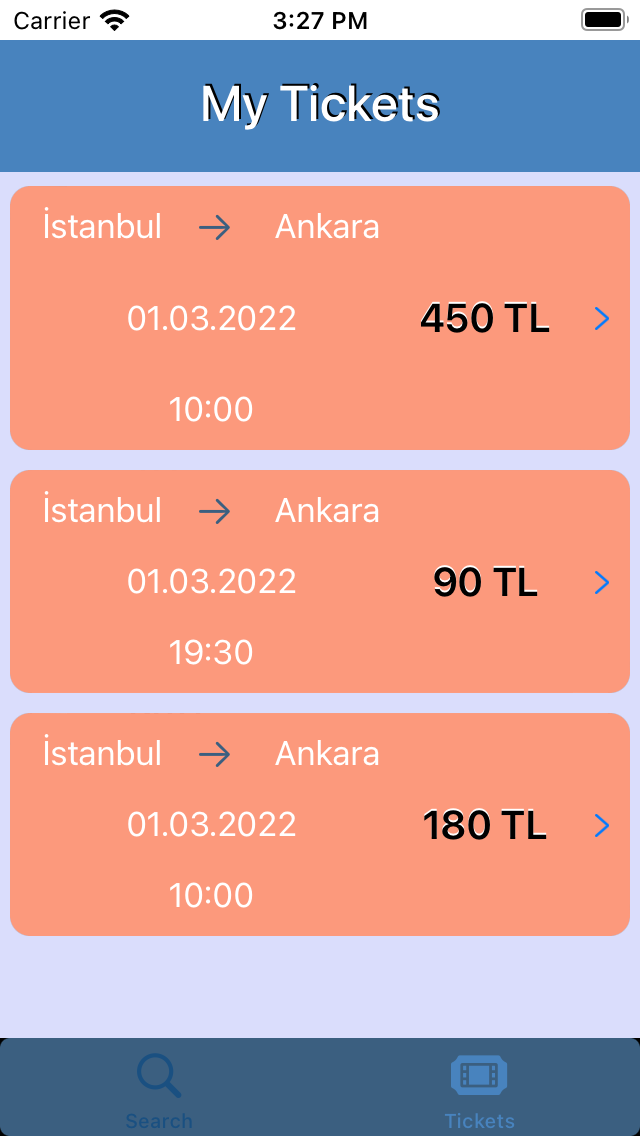 Carrier 3:27 PM
My Tickets
İstanbul → Ankara
01.03.2022 450 TL
10:00
İstanbul → Ankara
01.03.2022 90 TL
19:30
İstanbul → Ankara
01.03.2022 180 TL
10:00
Search Tickets